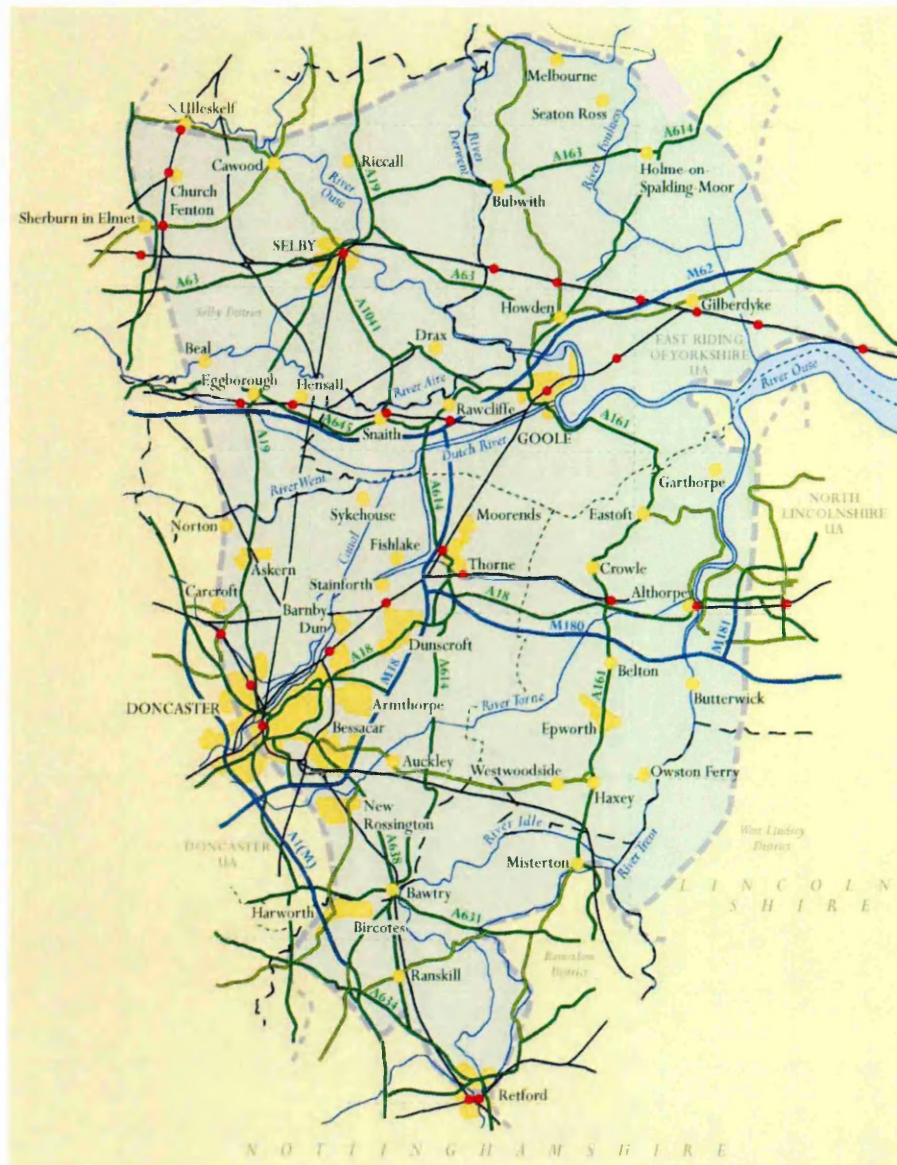 Melbourne
Ulleskelf
Seaton Ross
River Foulness
A614
River
Derwent
A163
Cawood
Riccall
River
Ouse
A19
Holme-on-
Spalding-Moor
Church
Fenton
Bubwith
Sherburn in Elmet
SELBY
A63
A63
M62
Howden
Gilberdyke
Selby District
A1041
Drax
EAST RIDING
OF YORKSHIRE
UA
Beal
River Ouse
Eggborough
Hensall
River Aire
Rawcliffe
A645
Snaith
GOOLE
A161
Dutch River
A19
River Went
Garthorpe
A614
Sykehouse
Moorends
Eastoft
NORTH
LINCOLNSHIRE
UA
Norton
Canal
Fishlake
Askern
Thorne
Crowle
Stainforth
Carcroft
Althorpe
A18
Barnby
Dun
M180
M181
A18
Dunscroft
M18
A614
Belton
DONCASTER
Armthorpe
River Torne
A161
Butterwick
Bessacar
Epworth
Auckley
Westwoodside
Owston Ferry
Haxey
New
Rossington
River Idle
DONCASTER
UA
A1(M)
A638
Misterton
River Trent
West Lindsey
District
LINCOLN
SHIRE
Bawtry
Harworth
A631
Bircotes
Bassetlaw
District
Ranskill
A634
Retford
NOTTINGHAMSHIRE